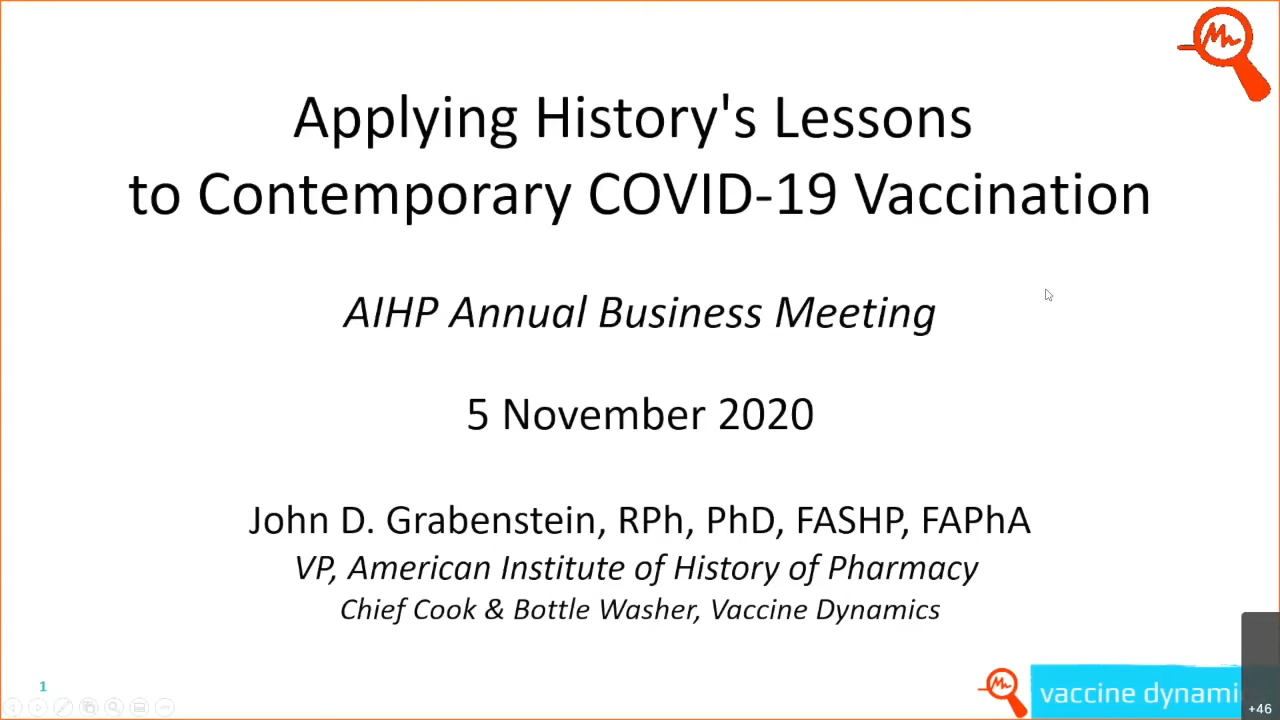 Applying History's Lessons
to Contemporary COVID-19 Vaccination
AIHP Annual Business Meeting
5 November 2020
John D. Grabenstein, RPh, PhD, FASHP, FAPhA
VP, American Institute of History of Pharmacy
Chief Cook & Bottle Washer, Vaccine Dynamics
1
vaccine dynami
+46